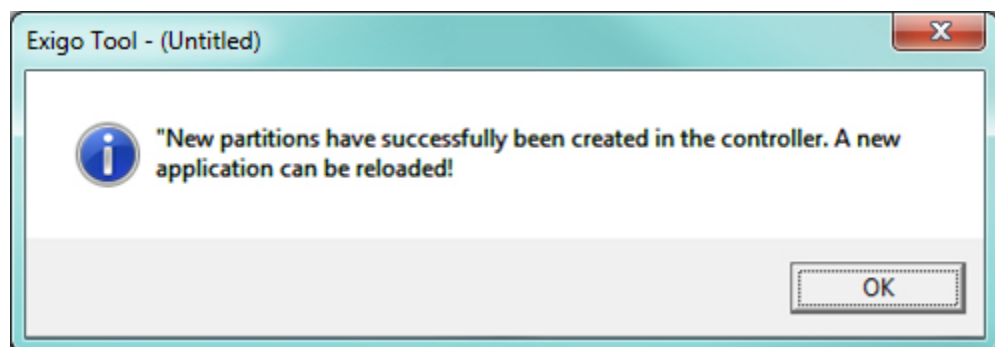 Exigo Tool - (Untitled)
"New partitions have successfully been created in the controller. A new
application can be reloaded!
OK